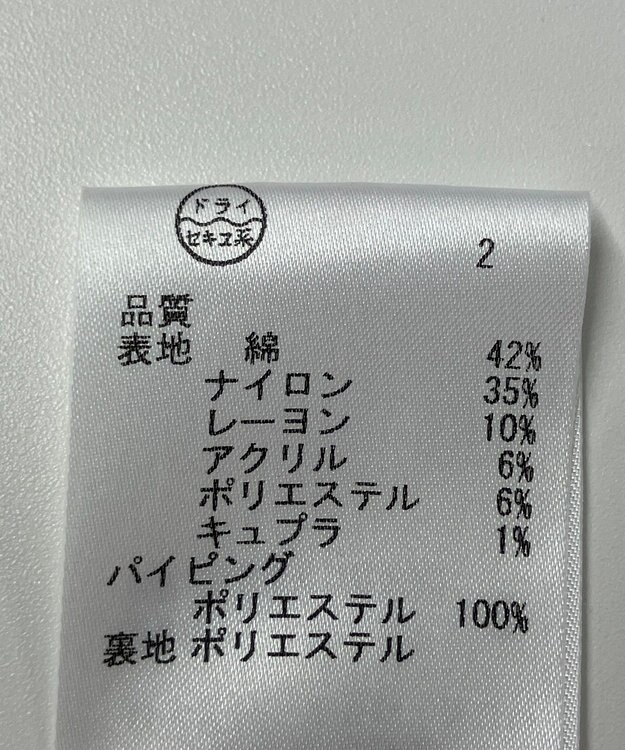 ドライ
セキユ系
2
品質
表地 綿 42%
ナイロン 35%
レーヨン 10%
アクリル 6%
ポリエステル 6%
キュプラ 1%
パイピング
ポリエステル 100%
裏地 ポリエステル